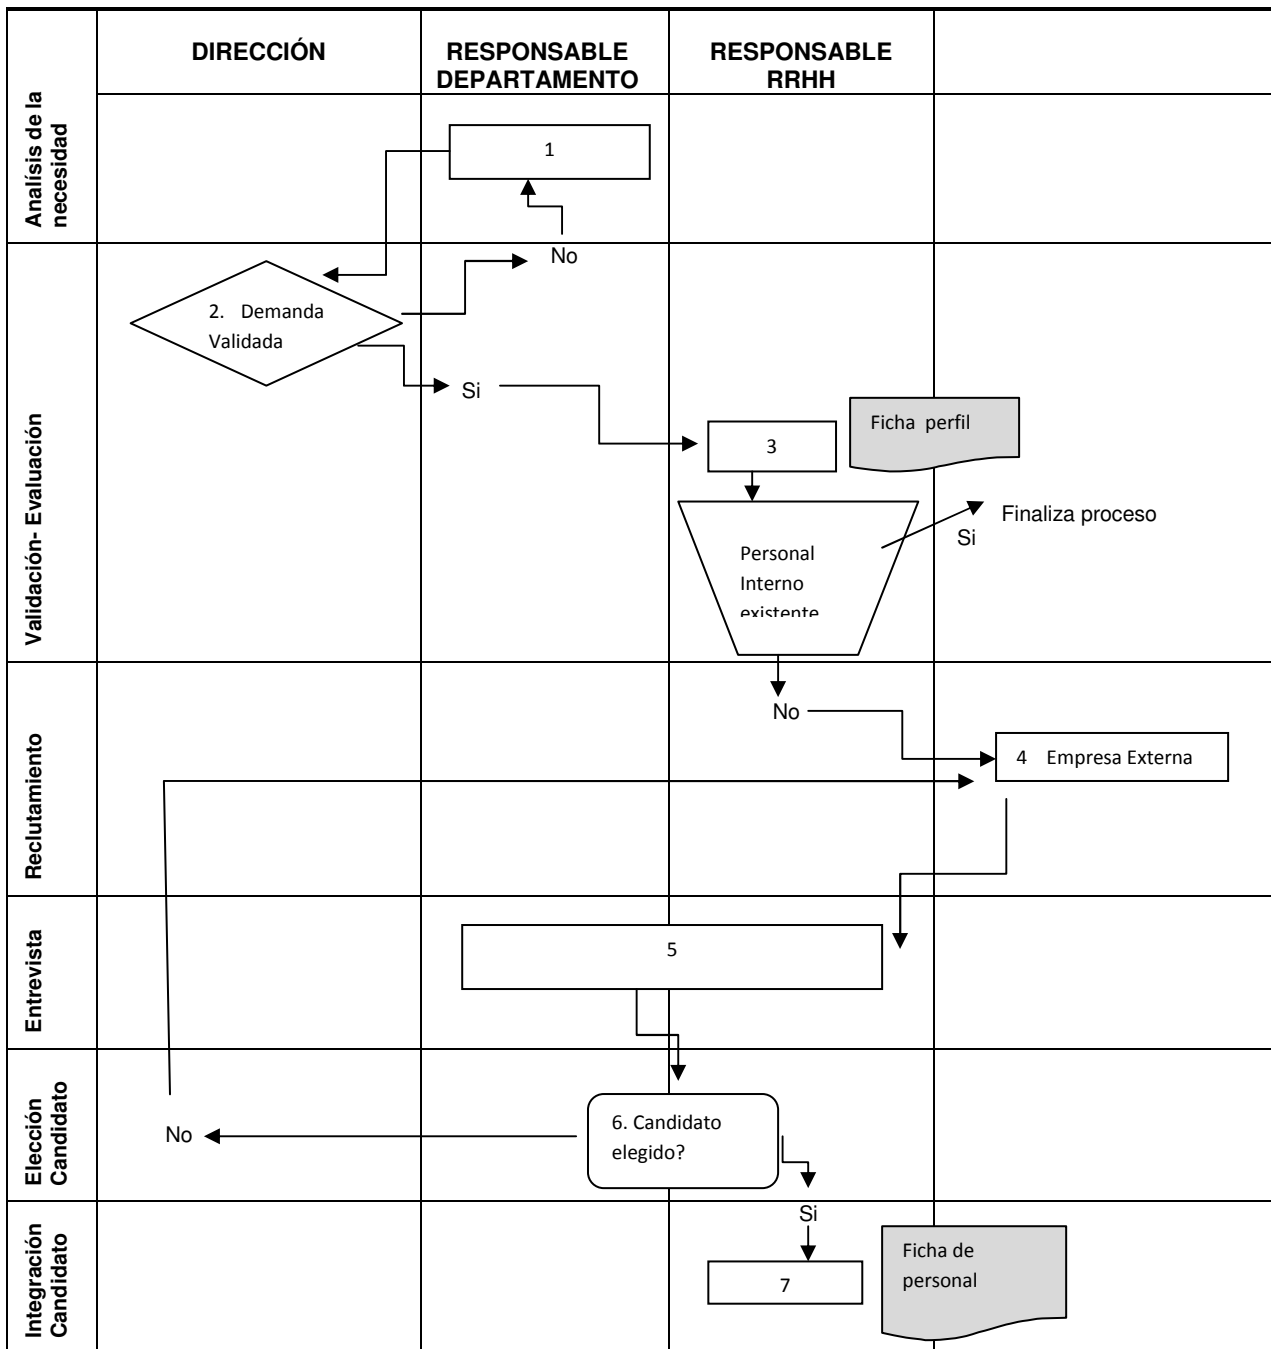 DIRECCIÓN
RESPONSABLE
DEPARTAMENTO
RESPONSABLE
RRHH
Analísis de la
necesidad
1
No
Validación- Evaluación
2. Demanda
Validada
Si
3
Ficha perfil
Personal
Interno
existente
Si
Finaliza proceso
Reclutamiento
No
4 Empresa Externa
Entrevista
5
Elección
Candidato
No
6. Candidato
elegido?
Si
Integración
Candidato
7
Ficha de
personal